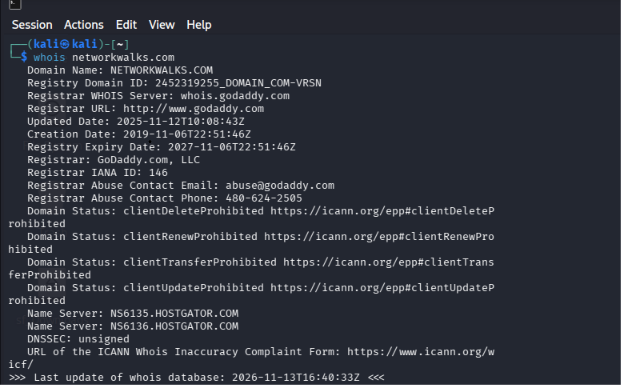 Session Actions Edit View Help
┌──(kali㉿kali)-[~]
└─$ whois networkwalks.com
Domain Name: NETWORKWALKS.COM
Registry Domain ID: 2452319255_DOMAIN_COM-VRSN
Registrar WHOIS Server: whois.godaddy.com
Registrar URL: http://www.godaddy.com
Updated Date: 2025-11-12T10:08:43Z
Creation Date: 2019-11-06T22:51:46Z
Registry Expiry Date: 2027-11-06T22:51:46Z
Registrar: GoDaddy.com, LLC
Registrar IANA ID: 146
Registrar Abuse Contact Email: abuse@godaddy.com
Registrar Abuse Contact Phone: 480-624-2505
Domain Status: clientDeleteProhibited https://icann.org/epp#clientDeleteP
rohibited
Domain Status: clientRenewProhibited https://icann.org/epp#clientRenewPro
hibited
Domain Status: clientTransferProhibited https://icann.org/epp#clientTrans
ferProhibited
Domain Status: clientUpdateProhibited https://icann.org/epp#clientUpdateP
rohibited
Name Server: NS6135.HOSTGATOR.COM
Name Server: NS6136.HOSTGATOR.COM
DNSSEC: unsigned
URL of the ICANN Whois Inaccuracy Complaint Form: https://www.icann.org/w
icf/
>>> Last update of whois database: 2026-11-13T16:40:33Z <<<